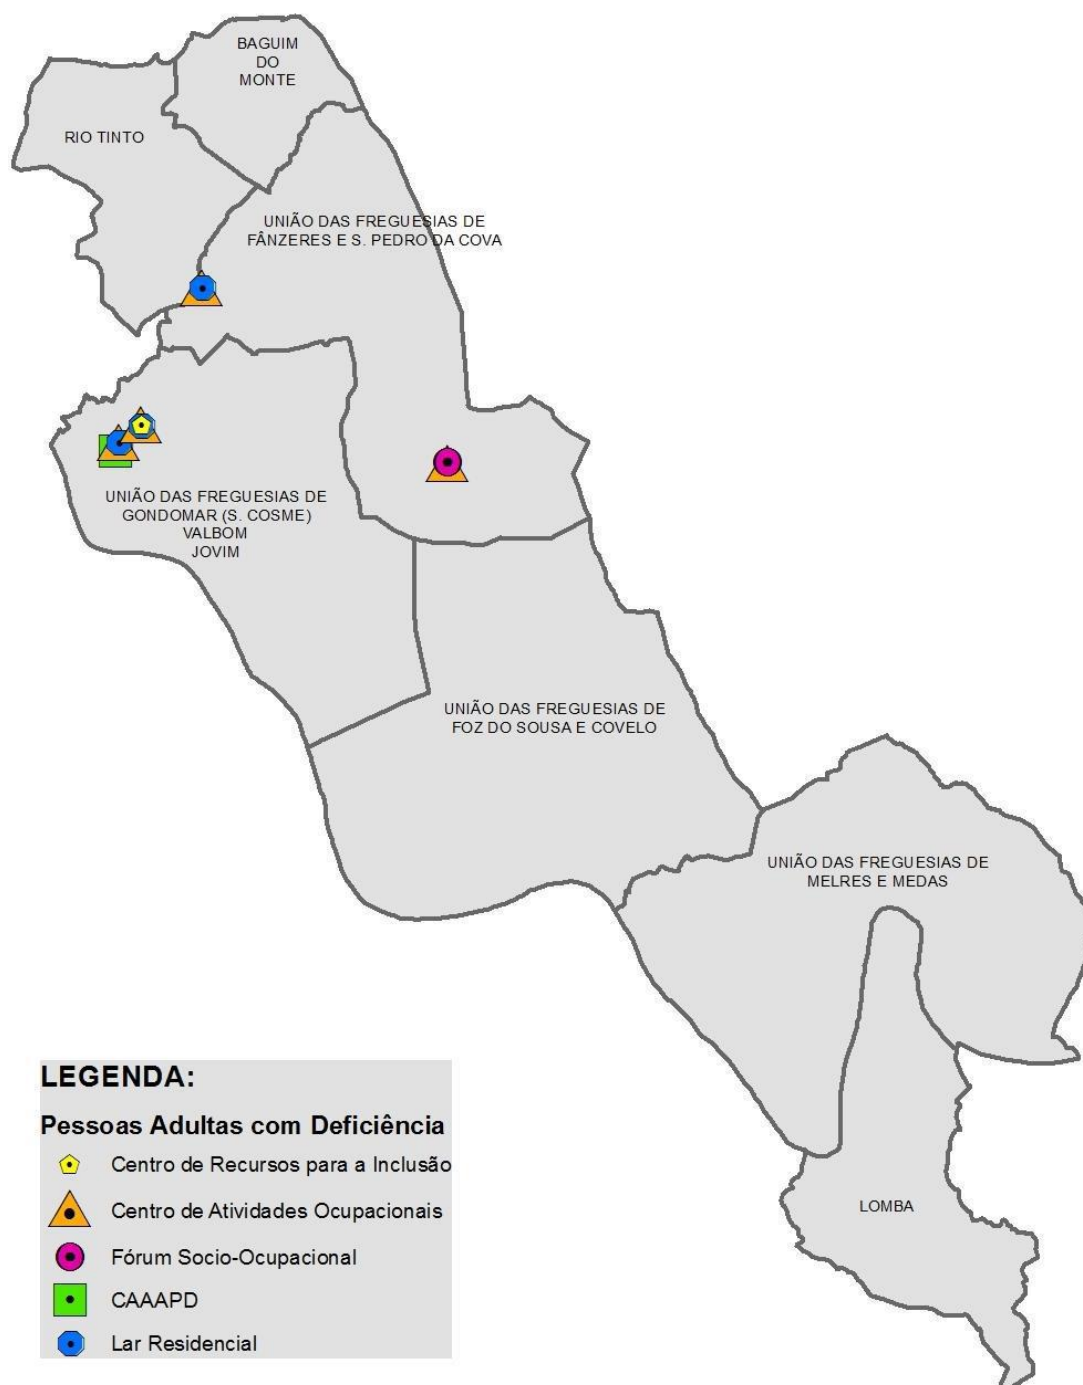 BAGUIM
DO
MONTE
RIO TINTO
UNIÃO DAS FREGUESIAS DE
FÂNZERES E S. PEDRO DA COVA
UNIÃO DAS FREGUESIAS DE
GONDOMAR (S. COSME)
VALBOM
JOVIM
UNIÃO DAS FREGUESIAS DE
FOZ DO SOUSA E COVELO
UNIÃO DAS FREGUESIAS DE
MELRES E MEDAS
LOMBA
LEGENDA:
Pessoas Adultas com Deficiência
Centro de Recursos para a Inclusão
Centro de Atividades Ocupacionais
Fórum Socio-Ocupacional
CAAAPD
Lar Residencial